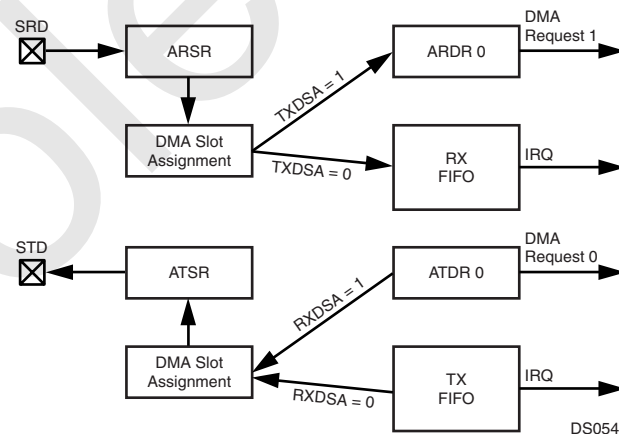 SRD
ARSR
ARDR 0
DMA
Request 1
TXDSA = 1
DMA Slot
Assignment
TXDSA = 0
RX
FIFO
IRQ
STD
ATSR
ATDR 0
DMA
Request 0
RXDSA = 1
DMA Slot
Assignment
RXDSA = 0
TX
FIFO
IRQ
DS054